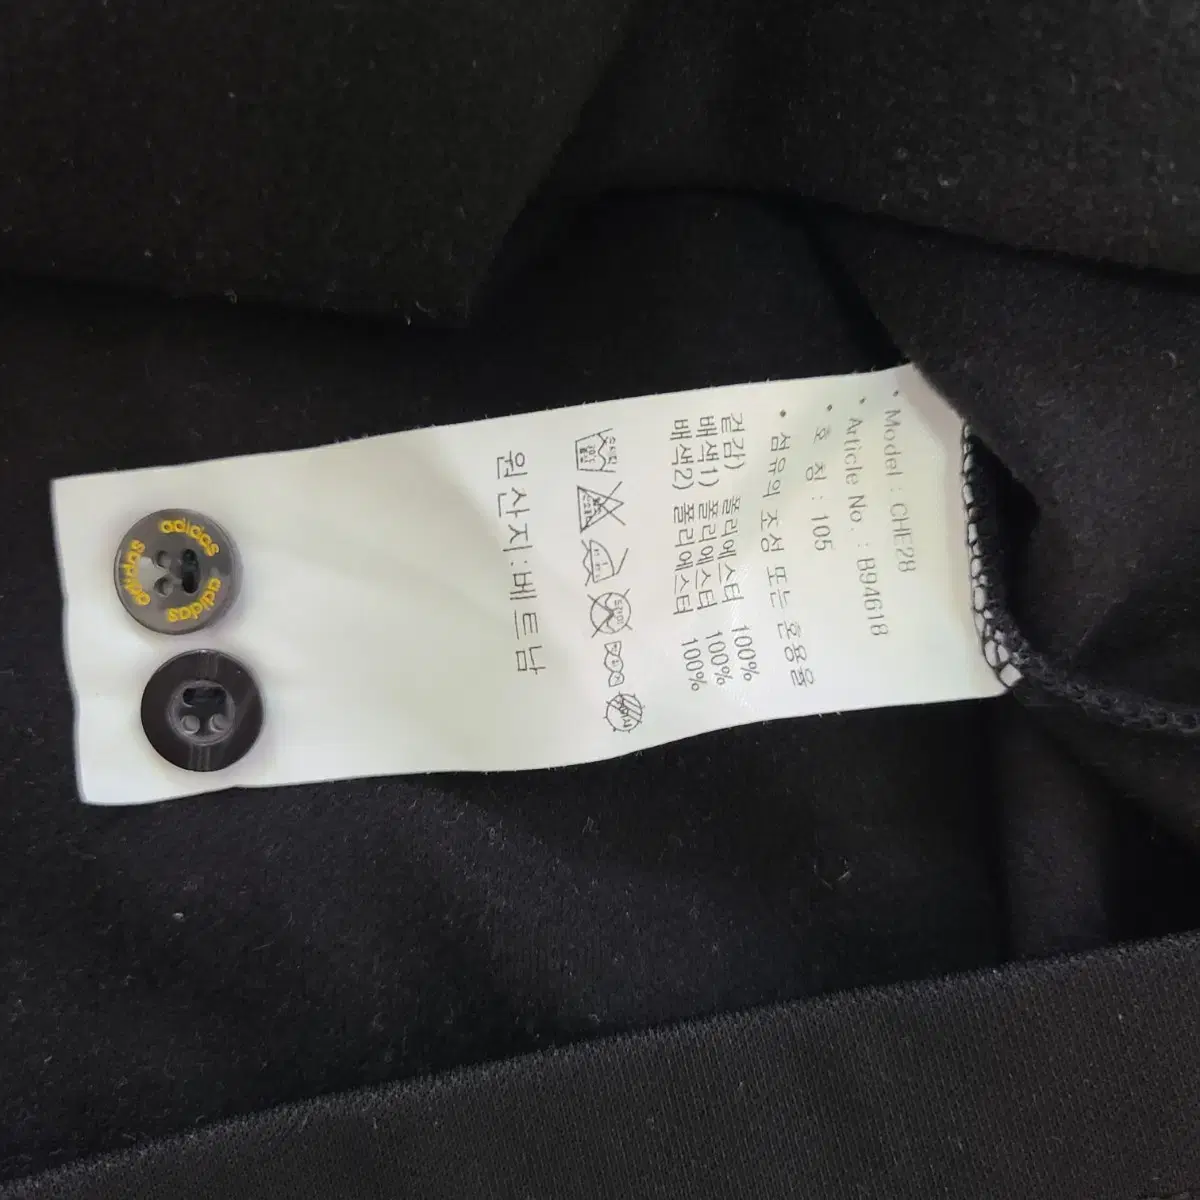 Model : CHE28
Article No. : B94618
호 칭 : 105
섬유의 조성 또는 혼용율
겉감) 폴리에스터 100%
배색1) 폴리에스터 100%
배색2) 폴리에스터 100%
원산지:베트남
adidas
adidas
adidas